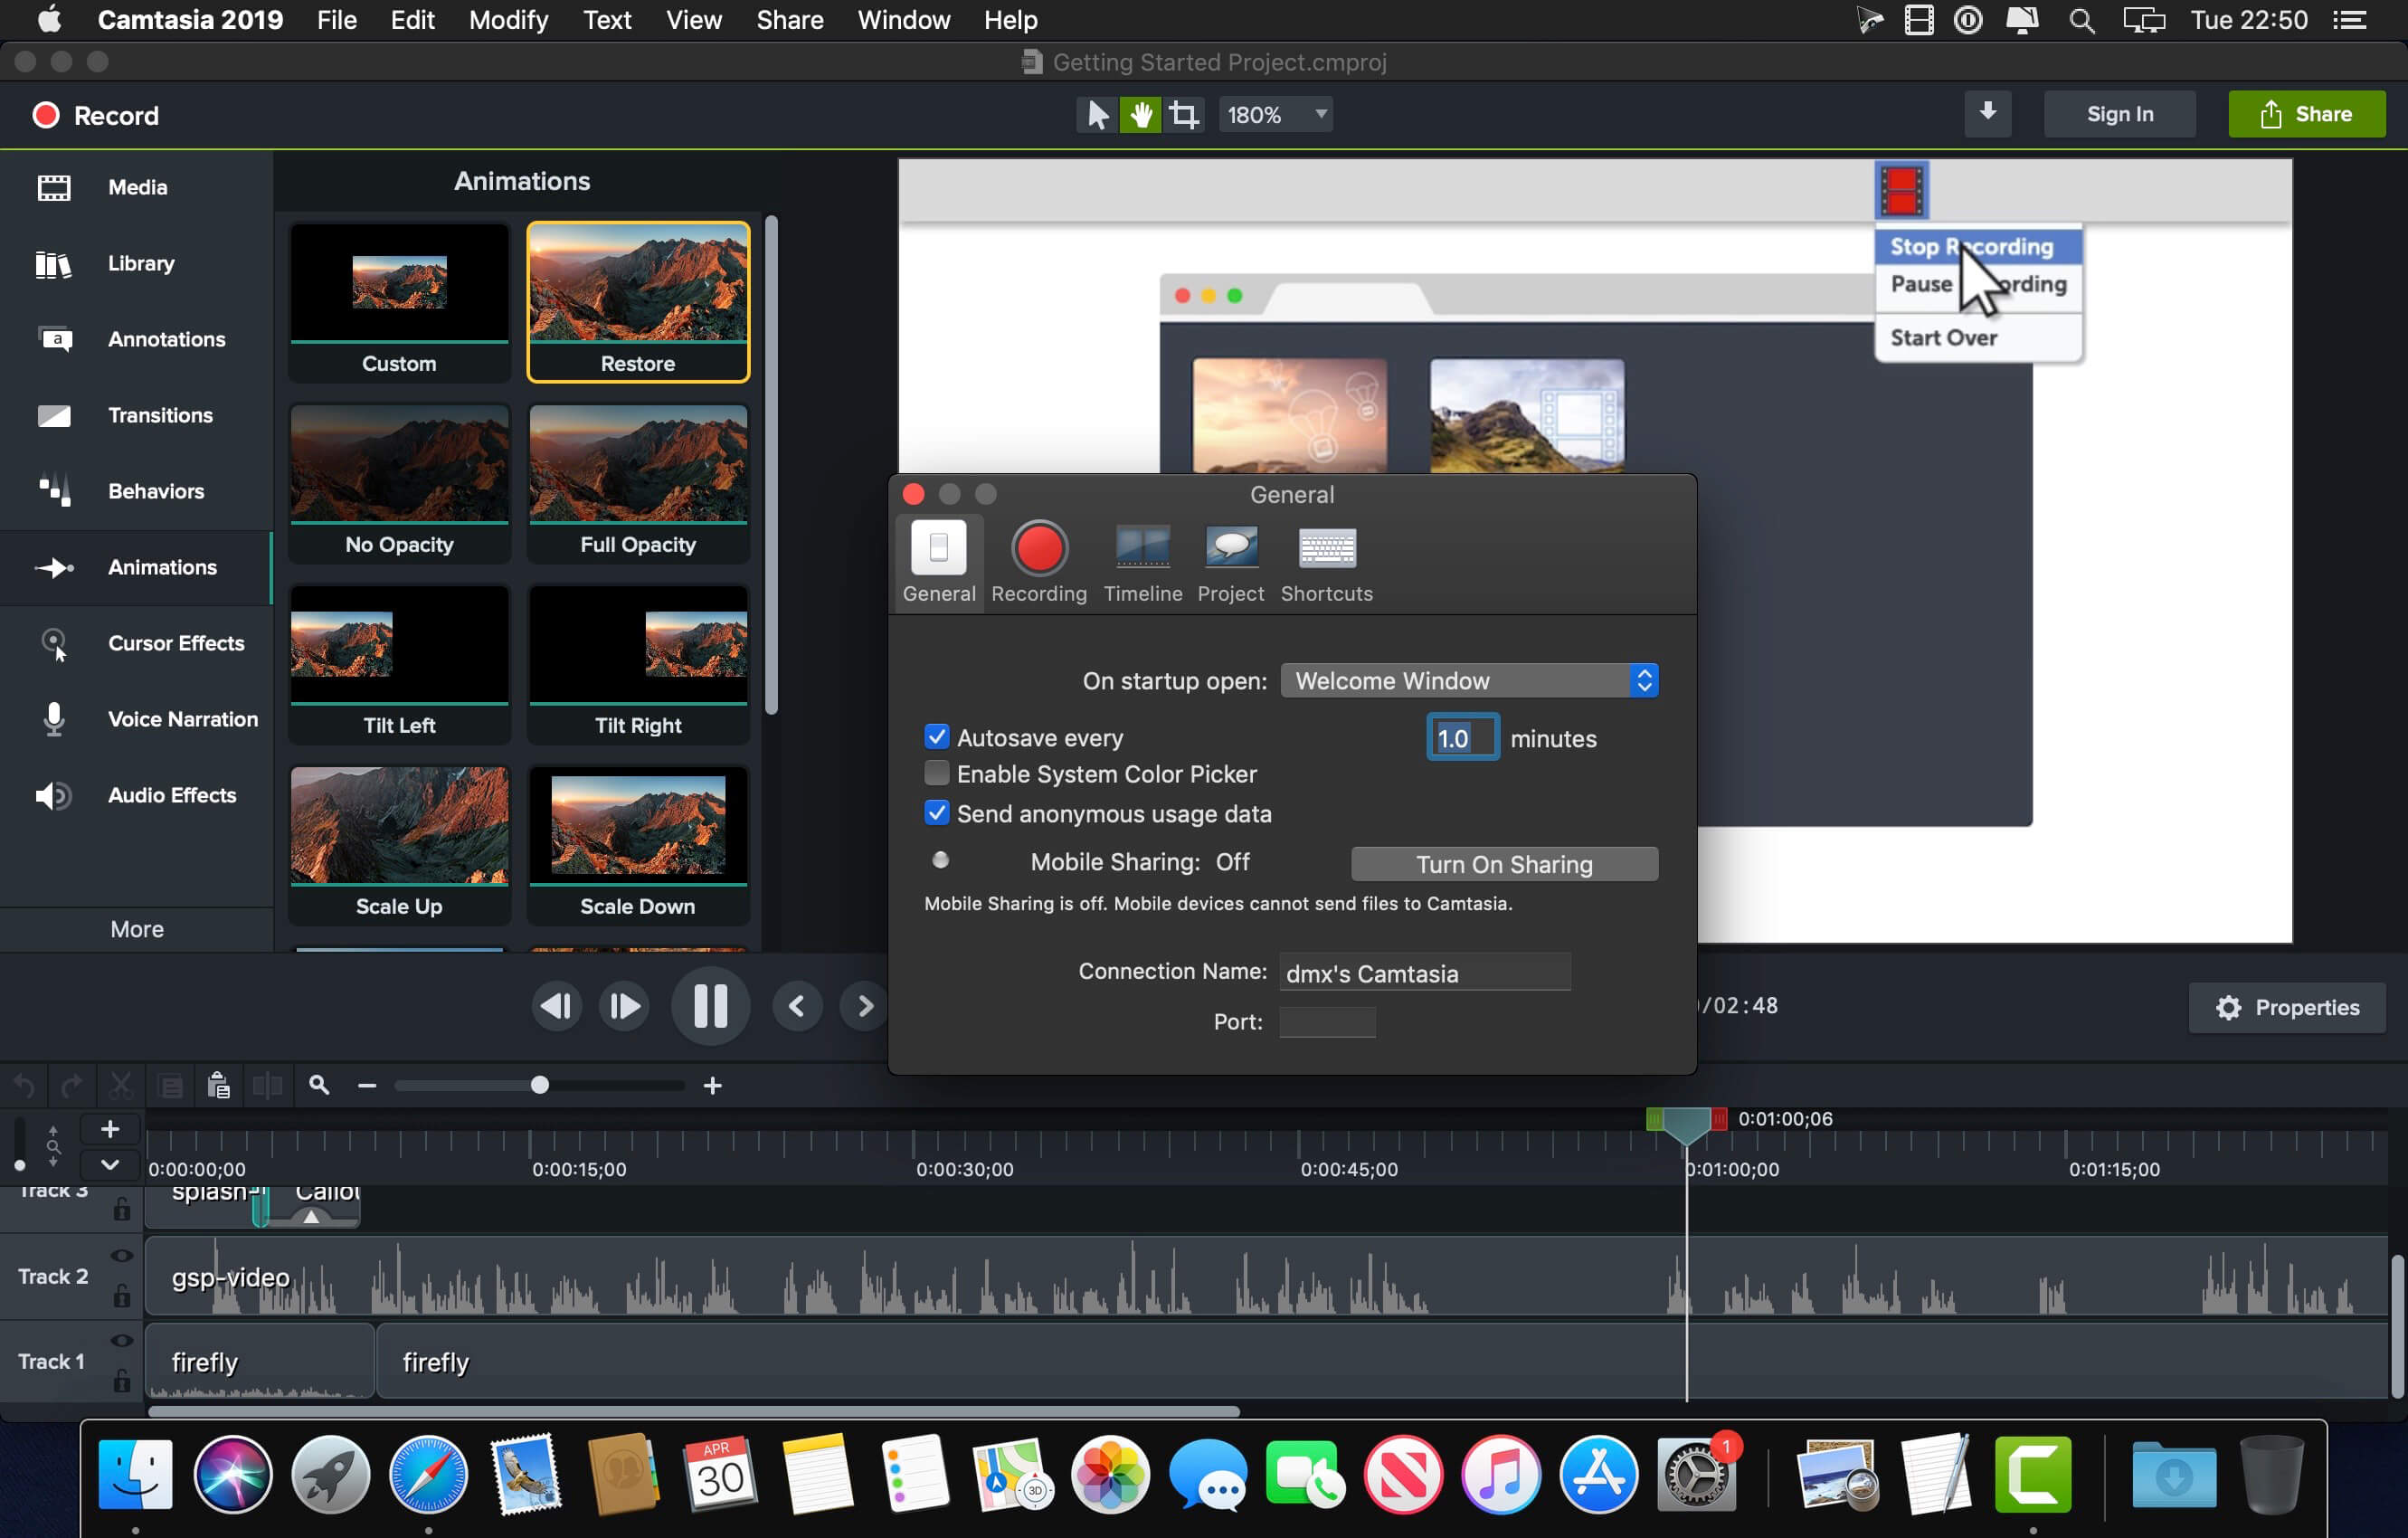 Camtasia 2019 File Edit Modify Text View Share Window Help Tue 22:50
Getting Started Project.cmproj
Record 180% Sign In Share
Media
Library
Annotations
Transitions
Behaviors
Animations
Cursor Effects
Voice Narration
Audio Effects
More
Animations
Custom Restore
No Opacity Full Opacity
Tilt Left Tilt Right
Scale Up Scale Down
Stop Recording
Pause
Start Over
General
General Recording Timeline Project Shortcuts
On startup open: Welcome Window
Autosave every 1.0 minutes
Enable System Color Picker
Send anonymous usage data
Mobile Sharing: Off Turn On Sharing
Mobile Sharing is off. Mobile devices cannot send files to Camtasia.
Connection Name: dmx's Camtasia
Port:
/02:48
Properties
0:01:00;06
0:00:00;00 0:00:15;00 0:00:30;00 0:00:45;00 0:01:00;00 0:01:15;00
Track 3 splash-
Track 2 gsp-video
Track 1 firefly firefly
APR
30
3D
1